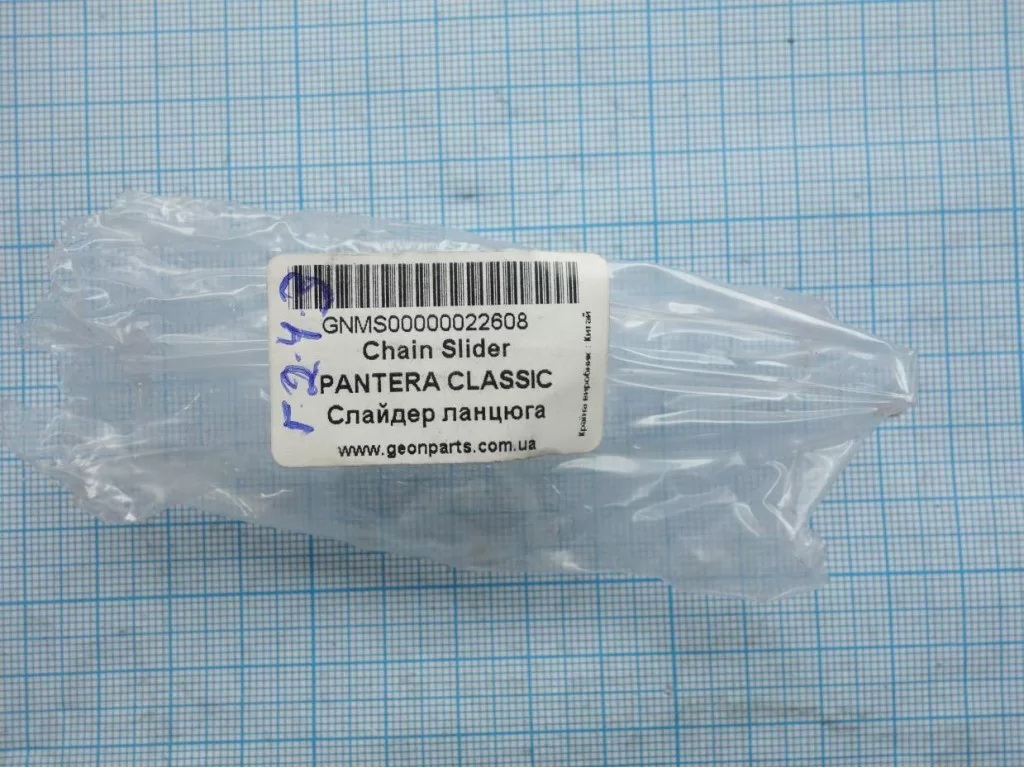 GNMS00000022608
Chain Slider
PANTERA CLASSIC
Слайдер ланцюга
www.geonparts.com.ua
Країна виробник: Китай
Г.2.4.3